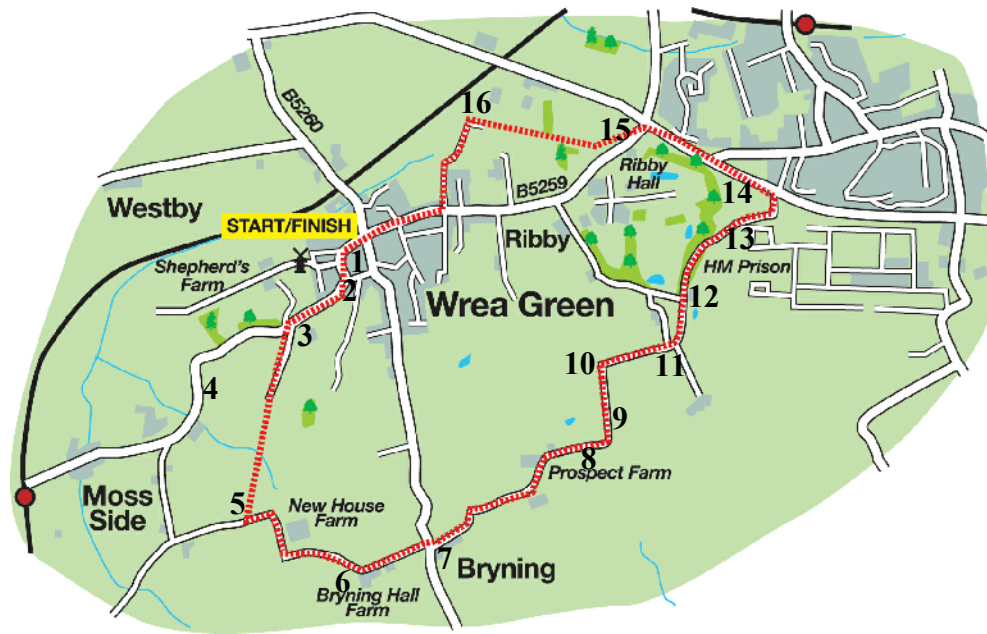 16
B5260
15
Ribby
Hall
14
B5259
Westby
START/FINISH
13
Ribby
1
Shepherd's
Farm
HM Prison
2
Wrea Green
12
3
10
11
4
9
8
Prospect Farm
5
Moss
Side
New House
Farm
7
Bryning
6
Bryning Hall
Farm